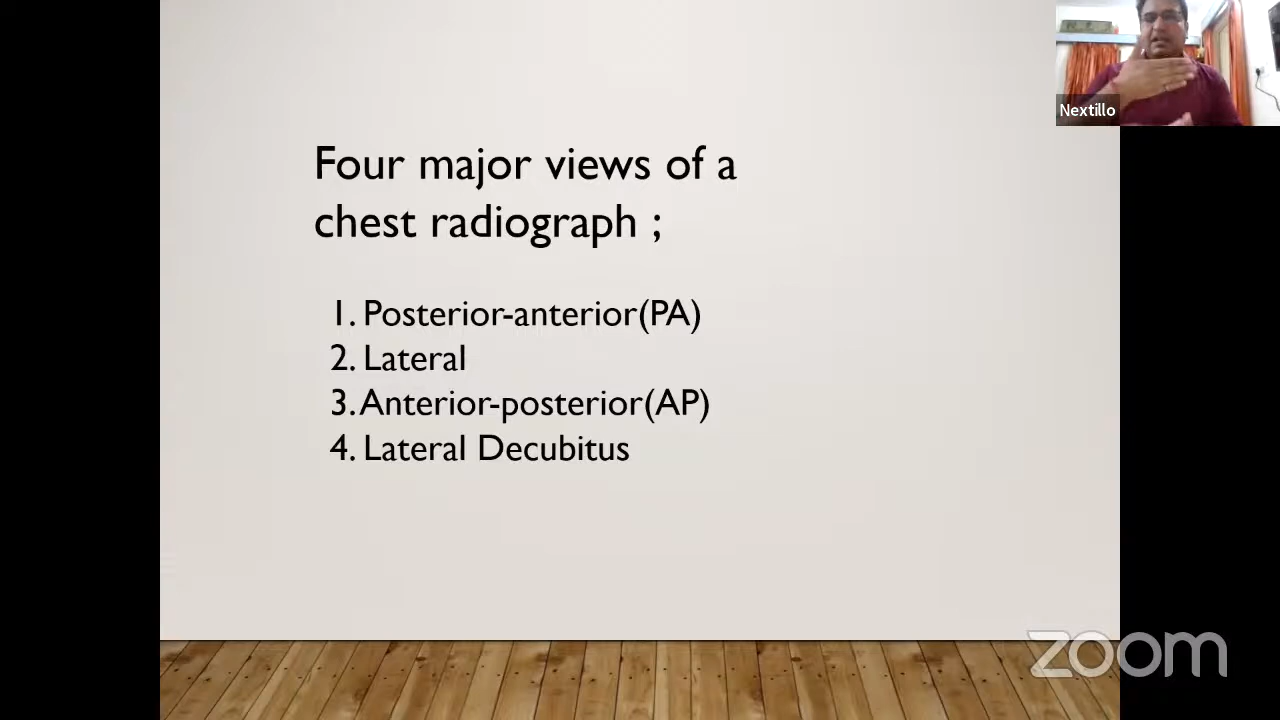 Nextillo
Four major views of a
chest radiograph ;
1. Posterior-anterior(PA)
2. Lateral
3. Anterior-posterior(AP)
4. Lateral Decubitus
zoom